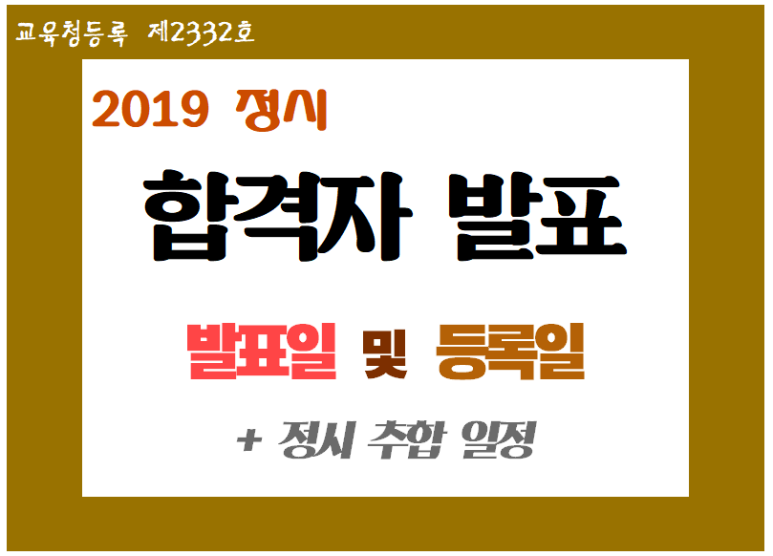 교육청등록 제2332호
2019 정시
합격자 발표
발표일 및 등록일
+ 정시 추합 일정